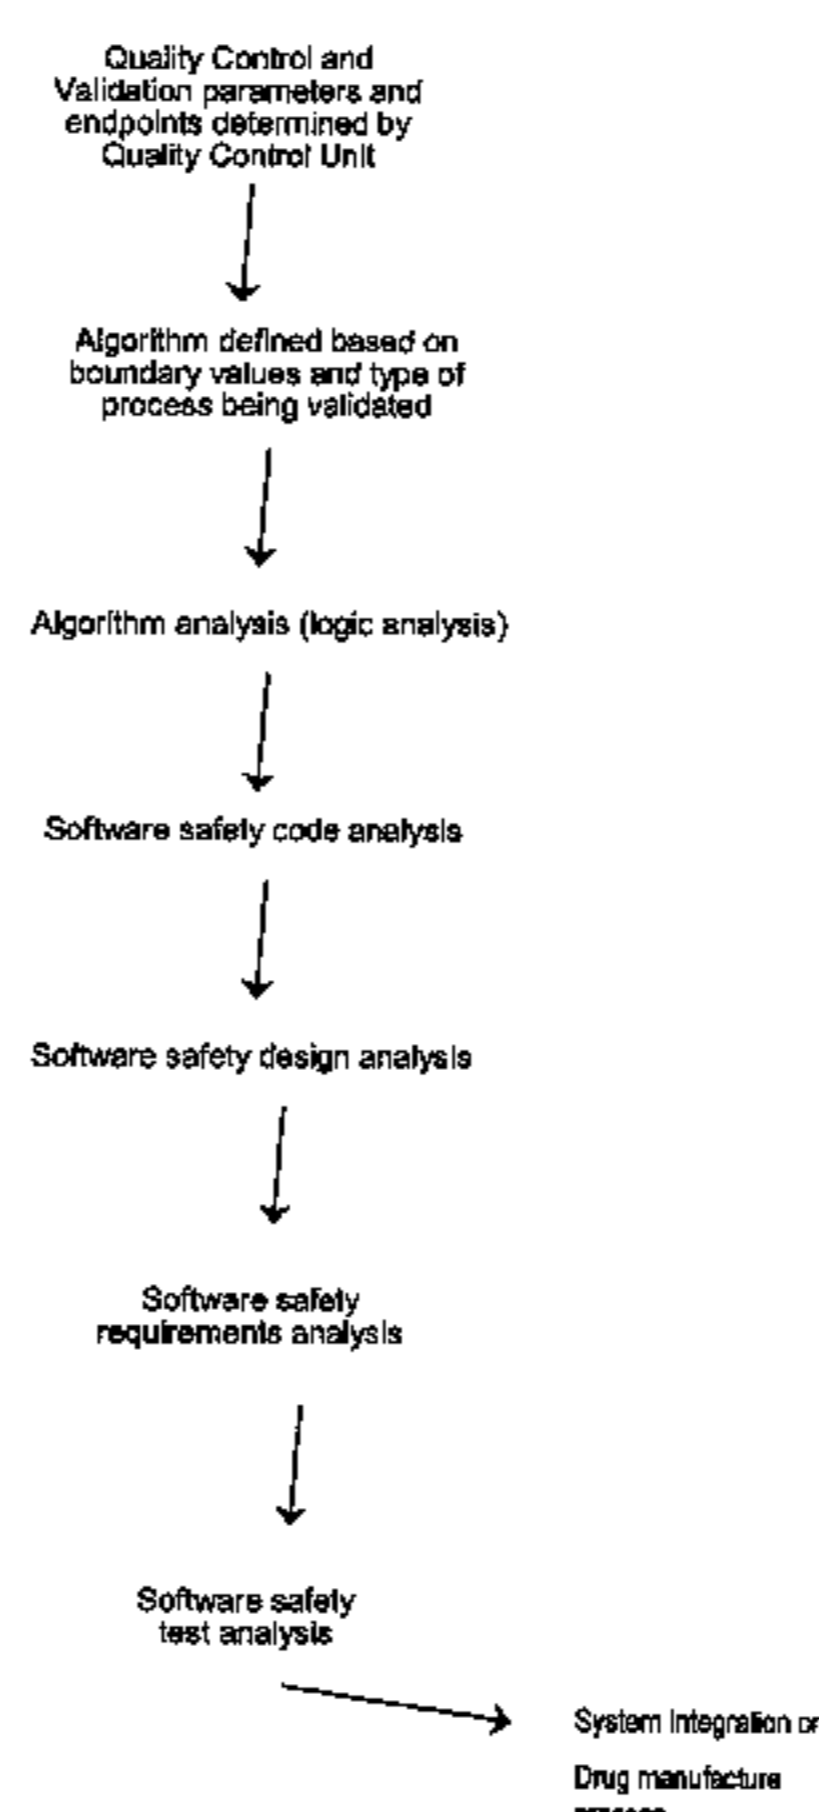 Quality Control and
Validation parameters and
endpoints determined by
Quality Control Unit
Algorithm defined based on
boundary values and type of
process being validated
Algorithm analysis (logic analysis)
Software safety code analysis
Software safety design analysis
Software safety
requirements analysis
Software safety
test analysis
System Integration or
Drug manufacture